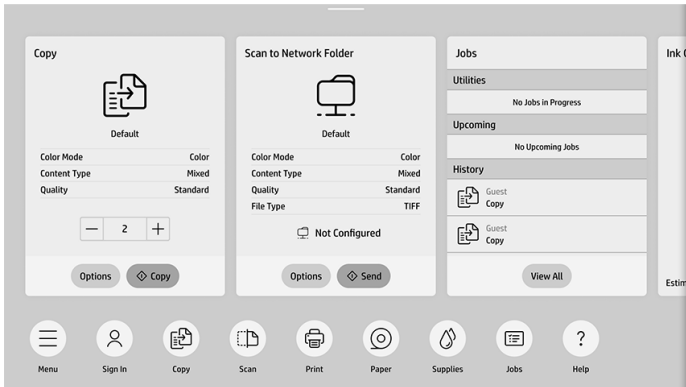 Copy
Default
Color Mode Color
Content Type Mixed
Quality Standard
2
Options Copy
Scan to Network Folder
Default
Color Mode Color
Content Type Mixed
Quality Standard
File Type TIFF
Not Configured
Options Send
Jobs
Utilities
No Jobs in Progress
Upcoming
No Upcoming Jobs
History
Guest
Copy
Guest
Copy
View All
Ink
Estim
Menu Sign In Copy Scan Print Paper Supplies Jobs Help